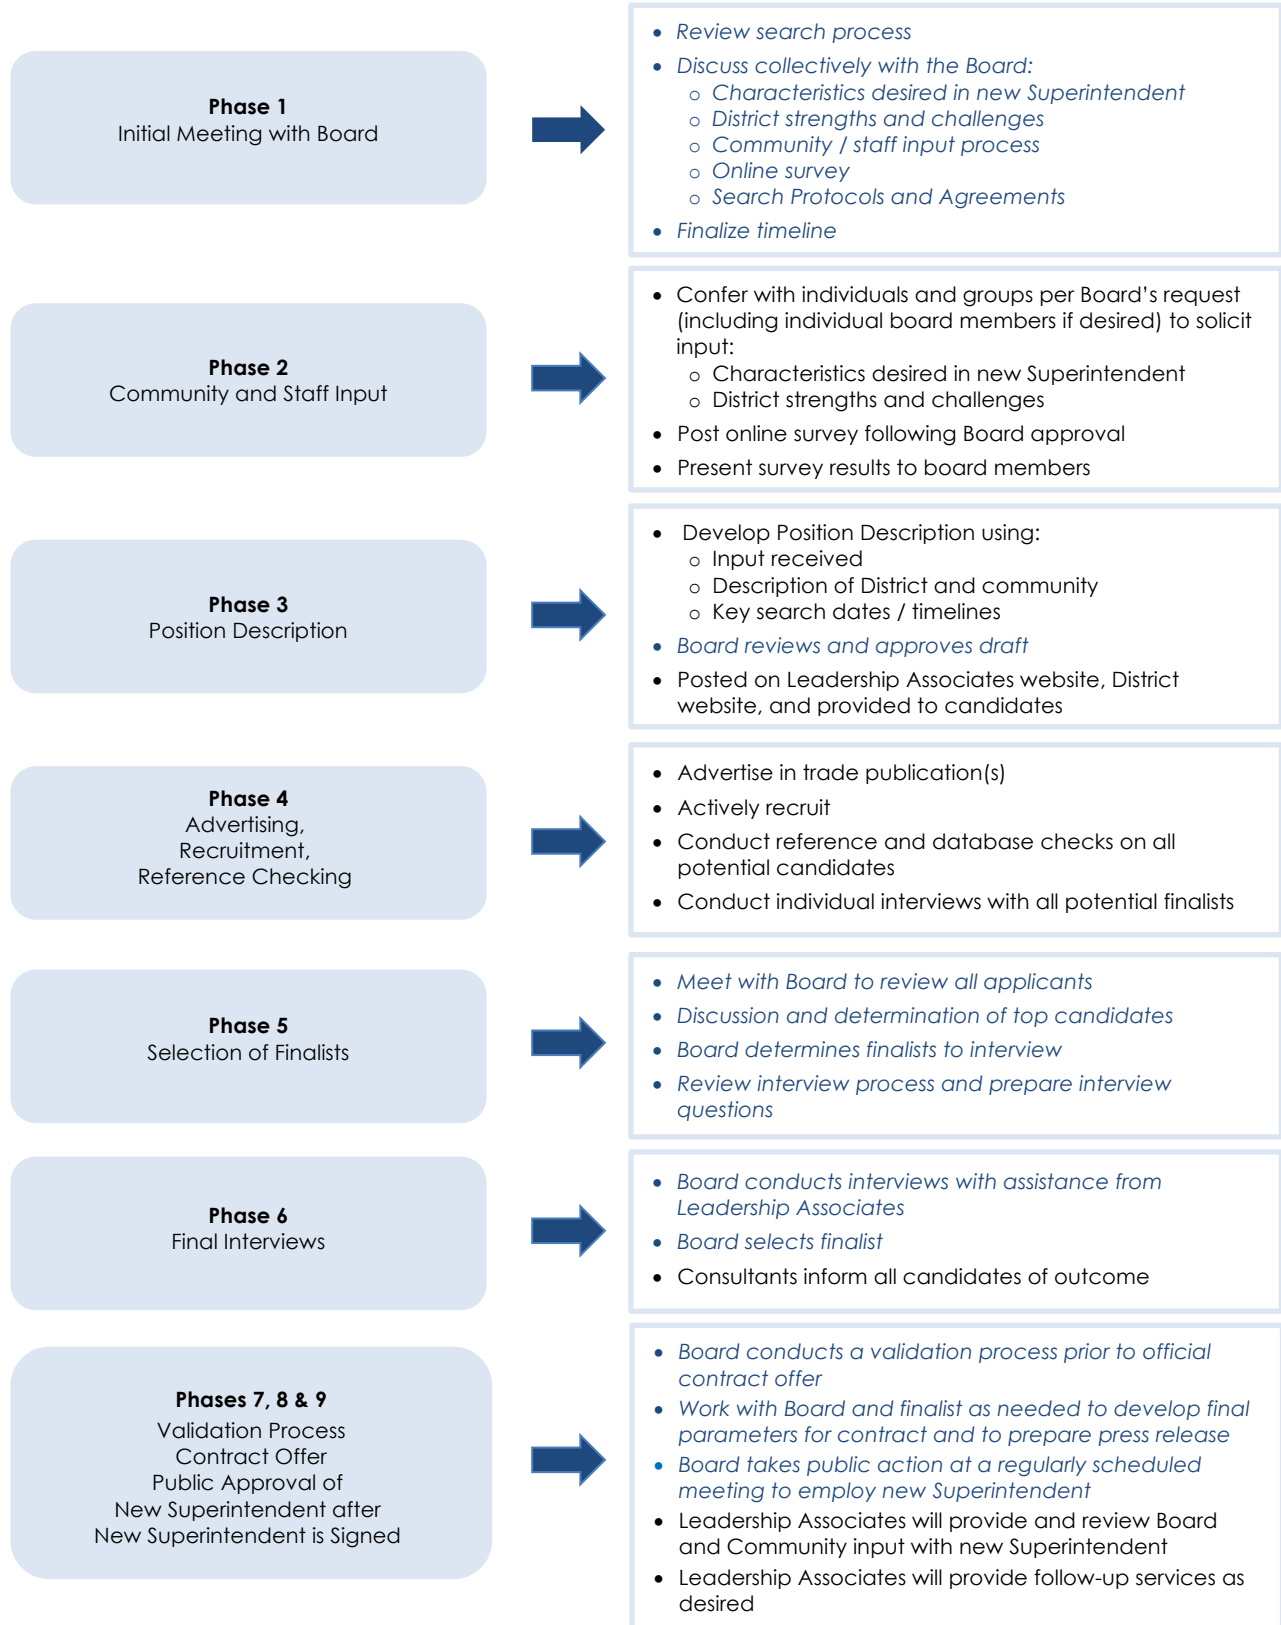 Phase 1
Initial Meeting with Board
• Review search process
• Discuss collectively with the Board:
o Characteristics desired in new Superintendent
o District strengths and challenges
o Community / staff input process
o Online survey
o Search Protocols and Agreements
• Finalize timeline
Phase 2
Community and Staff Input
• Confer with individuals and groups per Board’s request
(including individual board members if desired) to solicit
input:
o Characteristics desired in new Superintendent
o District strengths and challenges
• Post online survey following Board approval
• Present survey results to board members
Phase 3
Position Description
• Develop Position Description using:
o Input received
o Description of District and community
o Key search dates / timelines
• Board reviews and approves draft
• Posted on Leadership Associates website, District
website, and provided to candidates
Phase 4
Advertising,
Recruitment,
Reference Checking
• Advertise in trade publication(s)
• Actively recruit
• Conduct reference and database checks on all
potential candidates
• Conduct individual interviews with all potential finalists
Phase 5
Selection of Finalists
• Meet with Board to review all applicants
• Discussion and determination of top candidates
• Board determines finalists to interview
• Review interview process and prepare interview
questions
Phase 6
Final Interviews
• Board conducts interviews with assistance from
Leadership Associates
• Board selects finalist
• Consultants inform all candidates of outcome
Phases 7, 8 & 9
Validation Process
Contract Offer
Public Approval of
New Superintendent after
New Superintendent is Signed
• Board conducts a validation process prior to official
contract offer
• Work with Board and finalist as needed to develop final
parameters for contract and to prepare press release
• Board takes public action at a regularly scheduled
meeting to employ new Superintendent
• Leadership Associates will provide and review Board
and Community input with new Superintendent
• Leadership Associates will provide follow-up services as
desired